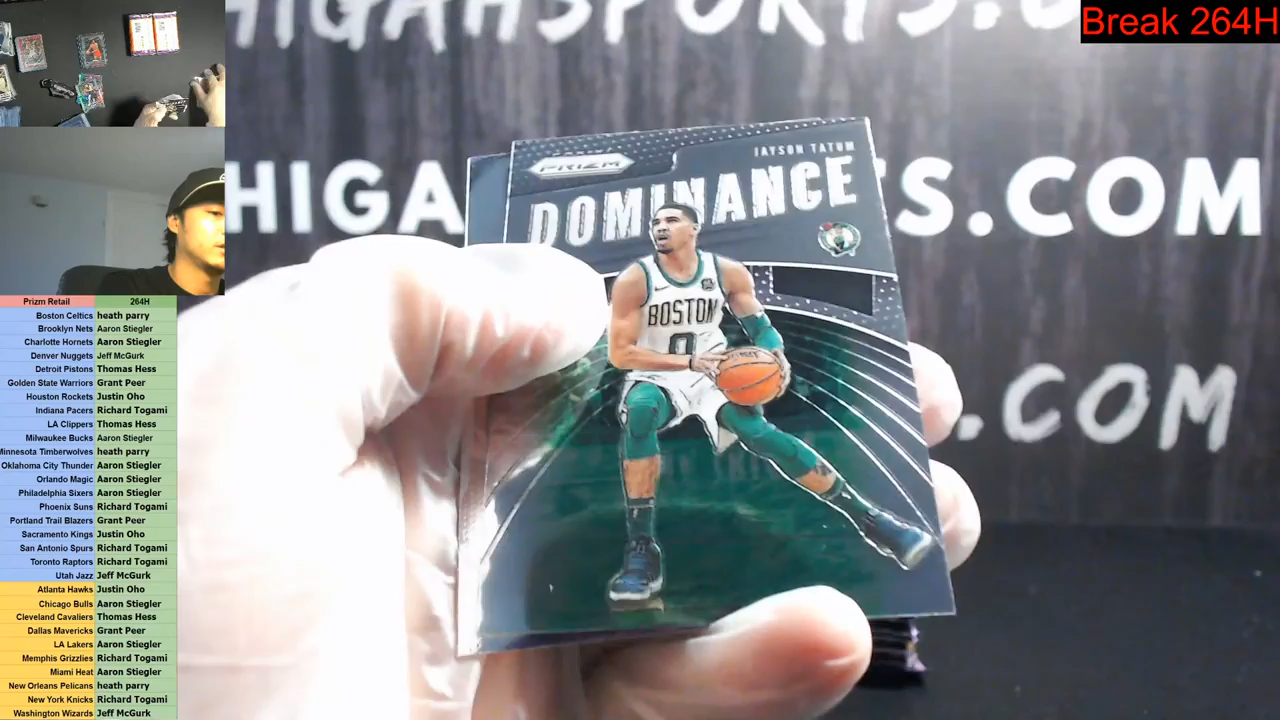 Break 264H
HIGAHSPORTS.C
HIGA
TS.COM
.COM
PRIZM
JAYSON TATUM
DOMINANCE
BOSTON
0
Prizm Retail 264H
Boston Celtics heath parry
Brooklyn Nets Aaron Stiegler
Charlotte Hornets Aaron Stiegler
Denver Nuggets Jeff McGurk
Detroit Pistons Thomas Hess
Golden State Warriors Grant Peer
Houston Rockets Justin Oho
Indiana Pacers Richard Togami
LA Clippers Thomas Hess
Milwaukee Bucks Aaron Stiegler
Minnesota Timberwolves heath parry
Oklahoma City Thunder Aaron Stiegler
Orlando Magic Aaron Stiegler
Philadelphia Sixers Aaron Stiegler
Phoenix Suns Richard Togami
Portland Trail Blazers Grant Peer
Sacramento Kings Justin Oho
San Antonio Spurs Richard Togami
Toronto Raptors Richard Togami
Utah Jazz Jeff McGurk
Atlanta Hawks Justin Oho
Chicago Bulls Aaron Stiegler
Cleveland Cavaliers Thomas Hess
Dallas Mavericks Grant Peer
LA Lakers Aaron Stiegler
Memphis Grizzlies Richard Togami
Miami Heat Aaron Stiegler
New Orleans Pelicans heath parry
New York Knicks Richard Togami
Washington Wizards Jeff McGurk